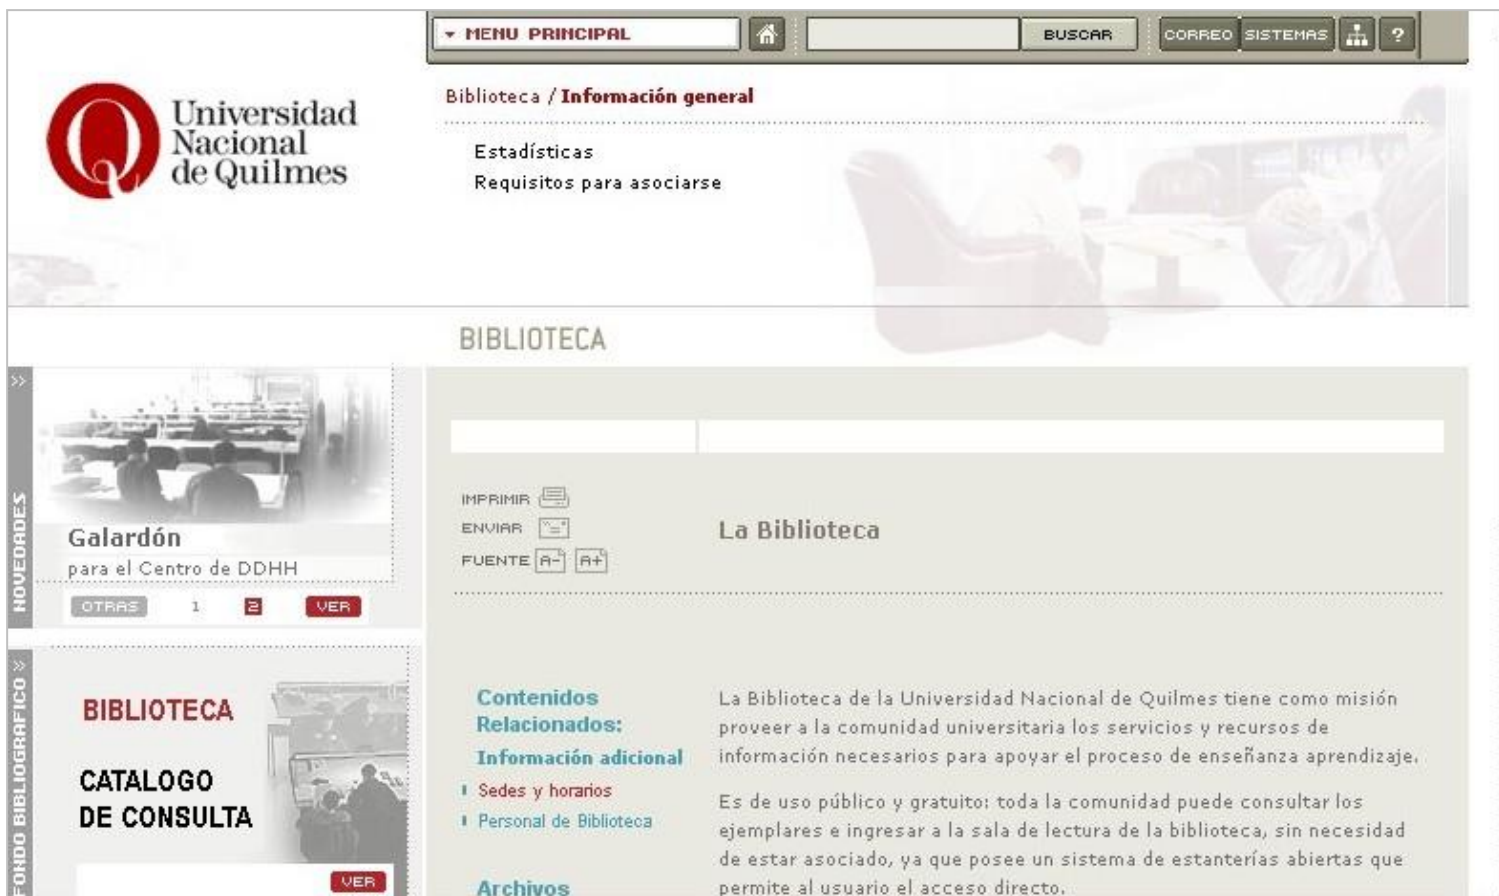 MENU PRINCIPAL
BUSCAR
CORREO
SISTEMAS
?
Universidad
Nacional
de Quilmes
Biblioteca / Información general
Estadísticas
Requisitos para asociarse
BIBLIOTECA
>>
NOVEDADES
Galardón
para el Centro de DDHH
OTRAS 1 2 VER
IMPRIMIR
ENVIAR
FUENTE A- A+
La Biblioteca
FONDO BIBLIOGRAFICO >>
BIBLIOTECA
CATALOGO
DE CONSULTA
VER
Contenidos
Relacionados:
Información adicional
Sedes y horarios
Personal de Biblioteca
Archivos
La Biblioteca de la Universidad Nacional de Quilmes tiene como misión
proveer a la comunidad universitaria los servicios y recursos de
información necesarios para apoyar el proceso de enseñanza aprendizaje.
Es de uso público y gratuito: toda la comunidad puede consultar los
ejemplares e ingresar a la sala de lectura de la biblioteca, sin necesidad
de estar asociado, ya que posee un sistema de estanterías abiertas que
permite al usuario el acceso directo.